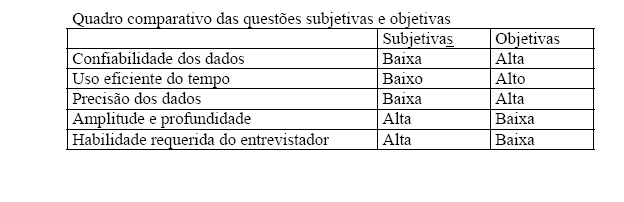 Quadro comparativo das questões subjetivas e objetivas
Subjetivas Objetivas
Confiabilidade dos dados Baixa Alta
Uso eficiente do tempo Baixo Alto
Precisão dos dados Baixa Alta
Amplitude e profundidade Alta Baixa
Habilidade requerida do entrevistador Alta Baixa